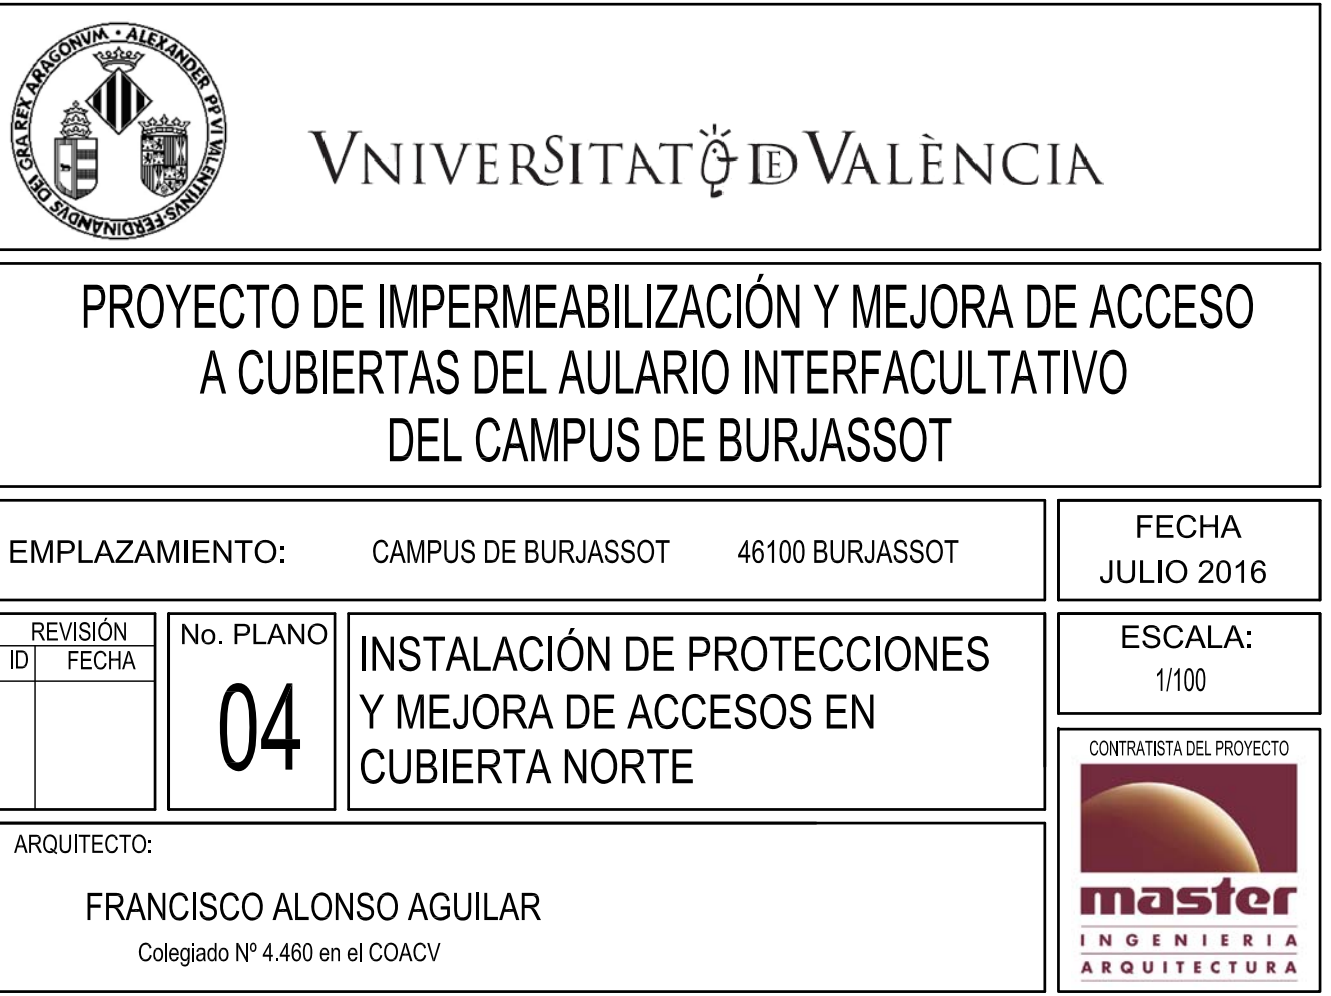 ALEXANDER PP VI VALENTINVS · FERDINANDVS DEI GRA REX ARAGONVM ·
VNIVERSITAT DE VALÈNCIA
PROYECTO DE IMPERMEABILIZACIÓN Y MEJORA DE ACCESO
A CUBIERTAS DEL AULARIO INTERFACULTATIVO
DEL CAMPUS DE BURJASSOT
EMPLAZAMIENTO: CAMPUS DE BURJASSOT 46100 BURJASSOT
FECHA
JULIO 2016
REVISIÓN
ID FECHA
No. PLANO
04
INSTALACIÓN DE PROTECCIONES
Y MEJORA DE ACCESOS EN
CUBIERTA NORTE
ESCALA:
1/100
CONTRATISTA DEL PROYECTO
master
INGENIERIA
ARQUITECTURA
ARQUITECTO:
FRANCISCO ALONSO AGUILAR
Colegiado Nº 4.460 en el COACV